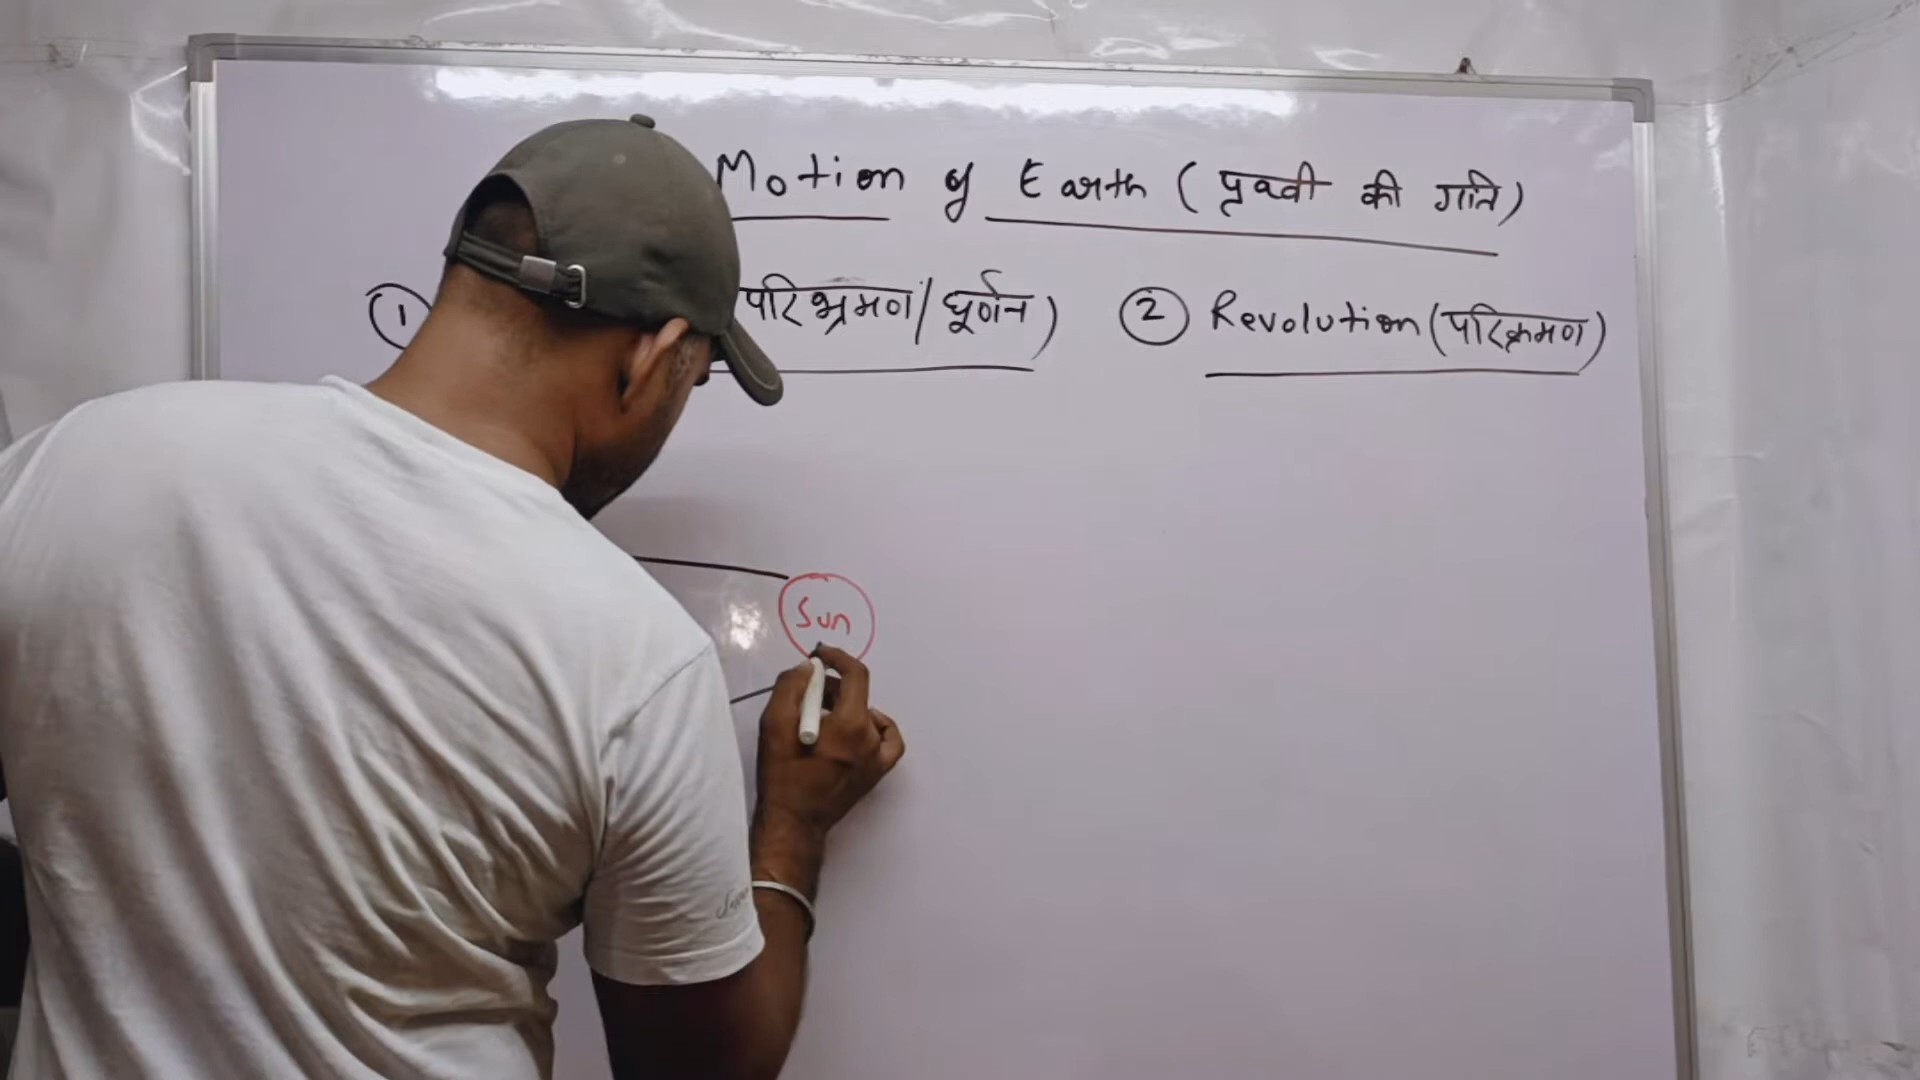 Motion of Earth (पृथ्वी की गति)
① परिभ्रमण/घूर्णन) ② Revolution (परिक्रमण)
Sun